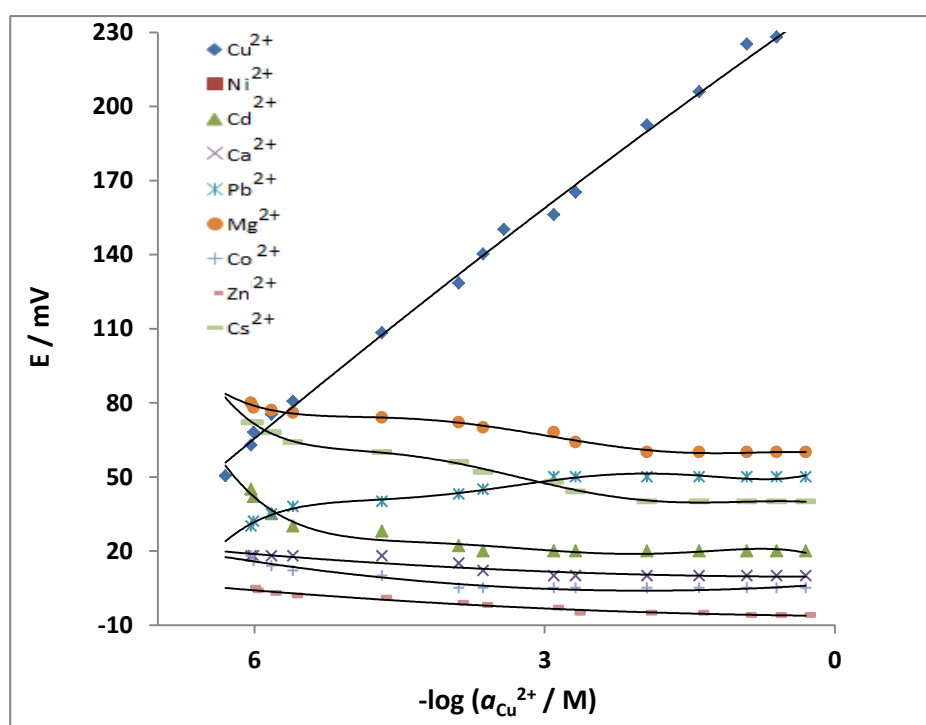 230
200
170
140
110
80
50
20
-10
E / mV
Cu²⁺
Ni²⁺
Cd²⁺
Ca²⁺
Pb²⁺
Mg²⁺
Co²⁺
Zn²⁺
Cs²⁺
6 3 0
-log (aCu²⁺ / M)